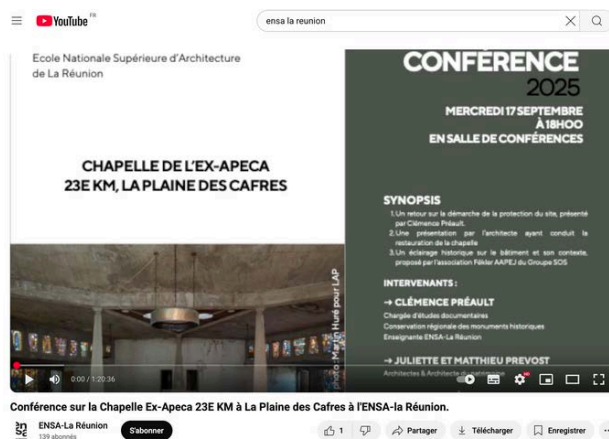 YouTube FR
ensa la reunion
Ecole Nationale Supérieure d'Architecture
de La Réunion
CHAPELLE DE L'EX-APECA
23E KM, LA PLAINE DES CAFRES
CONFÉRENCE
2025
MERCREDI 17 SEPTEMBRE
À 18H00
EN SALLE DE CONFÉRENCES
SYNOPSIS
1. Un retour sur la démarche de la protection du site, présenté
par Clémence Préault.
2. Une présentation par l'architecte ayant conduit la
restauration de la chapelle
3. Un éclairage historique sur le bâtiment et son contexte,
proposé par l'association Fékler AAPEJ du Groupe SOS
INTERVENANTS :
→ CLÉMENCE PRÉAULT
Chargée d'études documentaires
Conservation régionale des monuments historiques
Enseignante ENSA-La Réunion
→ JULIETTE ET MATTHIEU PREVOST
Architectes & Architecte du patrimoine
Huré pour LAP
0:00 / 1:20:36
Conférence sur la Chapelle Ex-Apeca 23E KM à La Plaine des Cafres à l'ENSA-la Réunion.
ENSA-La Réunion
139 abonnés
S'abonner
1
Partager
Télécharger
Enregistrer